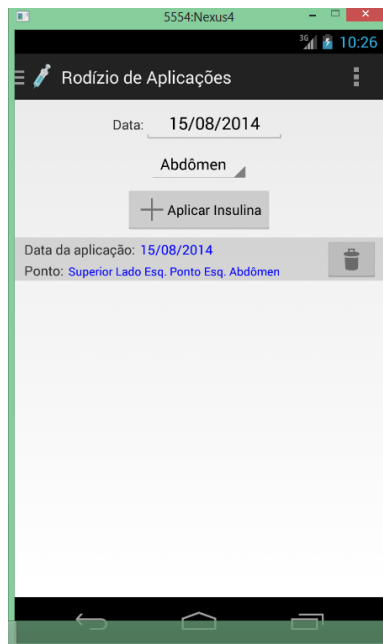 5554:Nexus4
3G 10:26
Rodízio de Aplicações
Data: 15/08/2014
Abdômen
Aplicar Insulina
Data da aplicação: 15/08/2014
Ponto: Superior Lado Esq. Ponto Esq. Abdômen